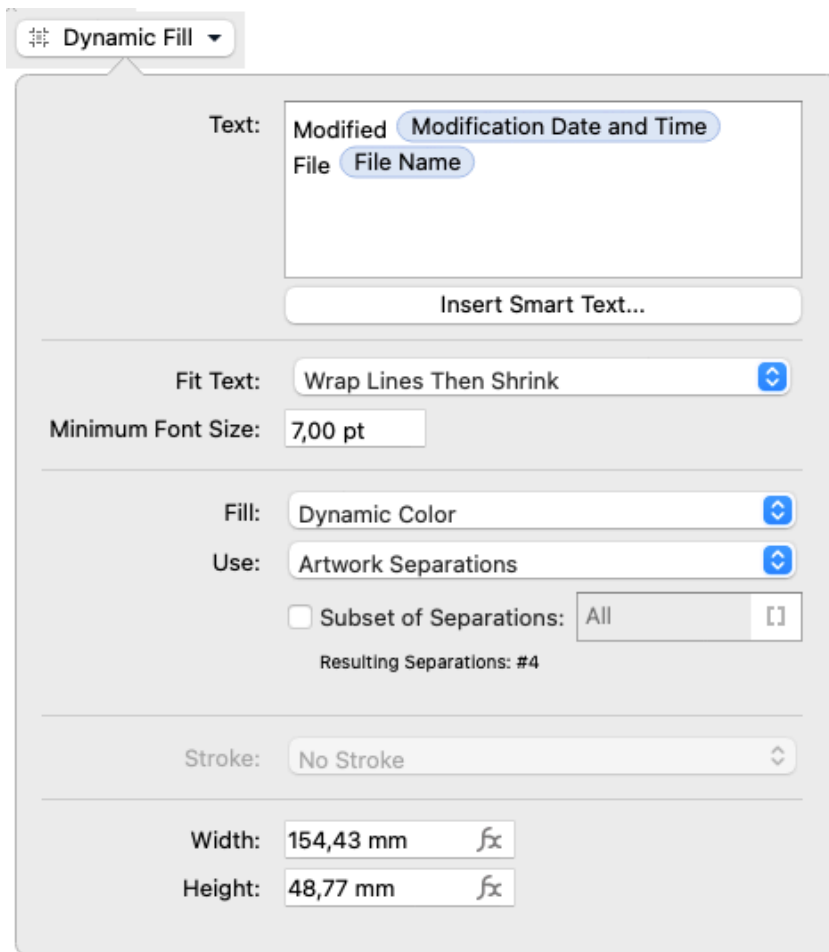 Dynamic Fill
Text:
Modified Modification Date and Time
File File Name
Insert Smart Text...
Fit Text: Wrap Lines Then Shrink
Minimum Font Size: 7,00 pt
Fill: Dynamic Color
Use: Artwork Separations
Subset of Separations: All []
Resulting Separations: #4
Stroke: No Stroke
Width: 154,43 mm fx
Height: 48,77 mm fx